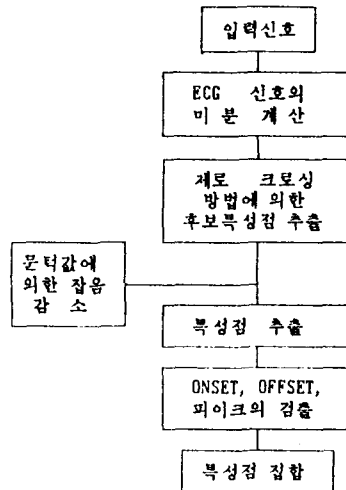 입력신호
ECG 신호의
미분 계산
제로 크로싱
방법에 의한
후보특성점 추출
문턱값에
의한 잡음
감소
특성점 추출
ONSET, OFFSET,
피이크의 검출
특성점 집합